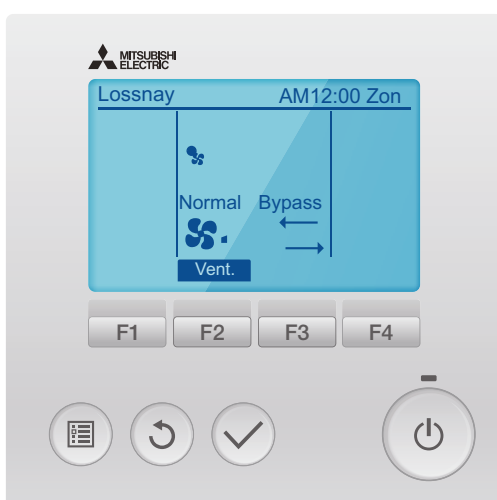 MITSUBISHI
ELECTRIC
Lossnay AM12:00 Zon
Normal Bypass
Vent.
F1 F2 F3 F4